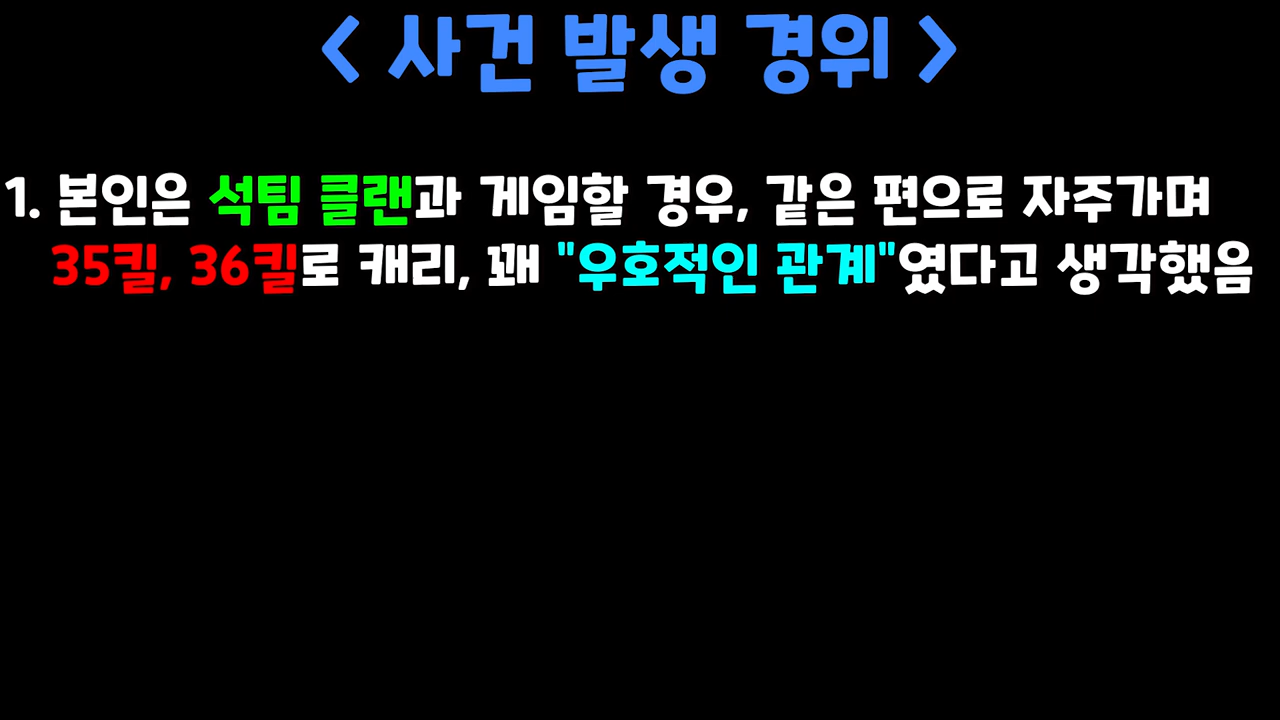 < 사건 발생 경위 >
1. 본인은 석팀 클랜과 게임할 경우, 같은 편으로 자주가며
35킬, 36킬로 캐리, 꽤 "우호적인 관계"였다고 생각했음